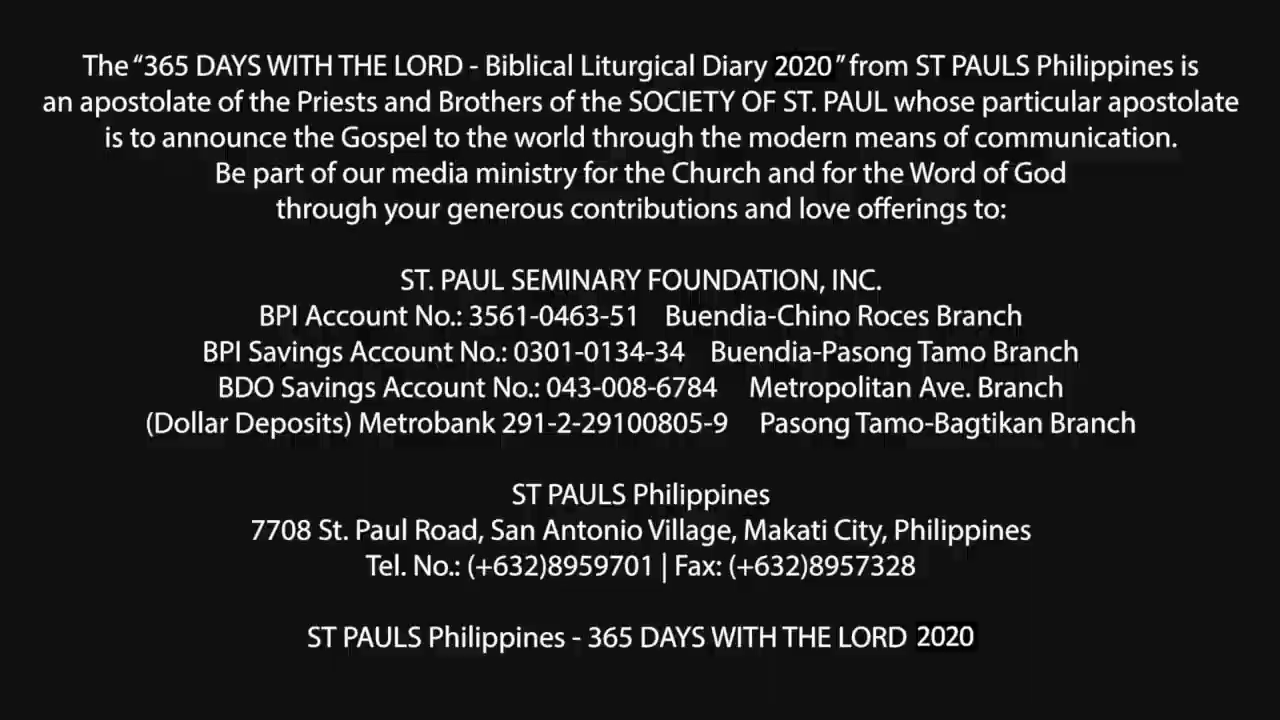 The “365 DAYS WITH THE LORD - Biblical Liturgical Diary 2020” from ST PAULS Philippines is
an apostolate of the Priests and Brothers of the SOCIETY OF ST. PAUL whose particular apostolate
is to announce the Gospel to the world through the modern means of communication.
Be part of our media ministry for the Church and for the Word of God
through your generous contributions and love offerings to:
ST. PAUL SEMINARY FOUNDATION, INC.
BPI Account No.: 3561-0463-51 Buendia-Chino Roces Branch
BPI Savings Account No.: 0301-0134-34 Buendia-Pasong Tamo Branch
BDO Savings Account No.: 043-008-6784 Metropolitan Ave. Branch
(Dollar Deposits) Metrobank 291-2-29100805-9 Pasong Tamo-Bagtikan Branch
ST PAULS Philippines
7708 St. Paul Road, San Antonio Village, Makati City, Philippines
Tel. No.: (+632)8959701 | Fax: (+632)8957328
ST PAULS Philippines - 365 DAYS WITH THE LORD 2020